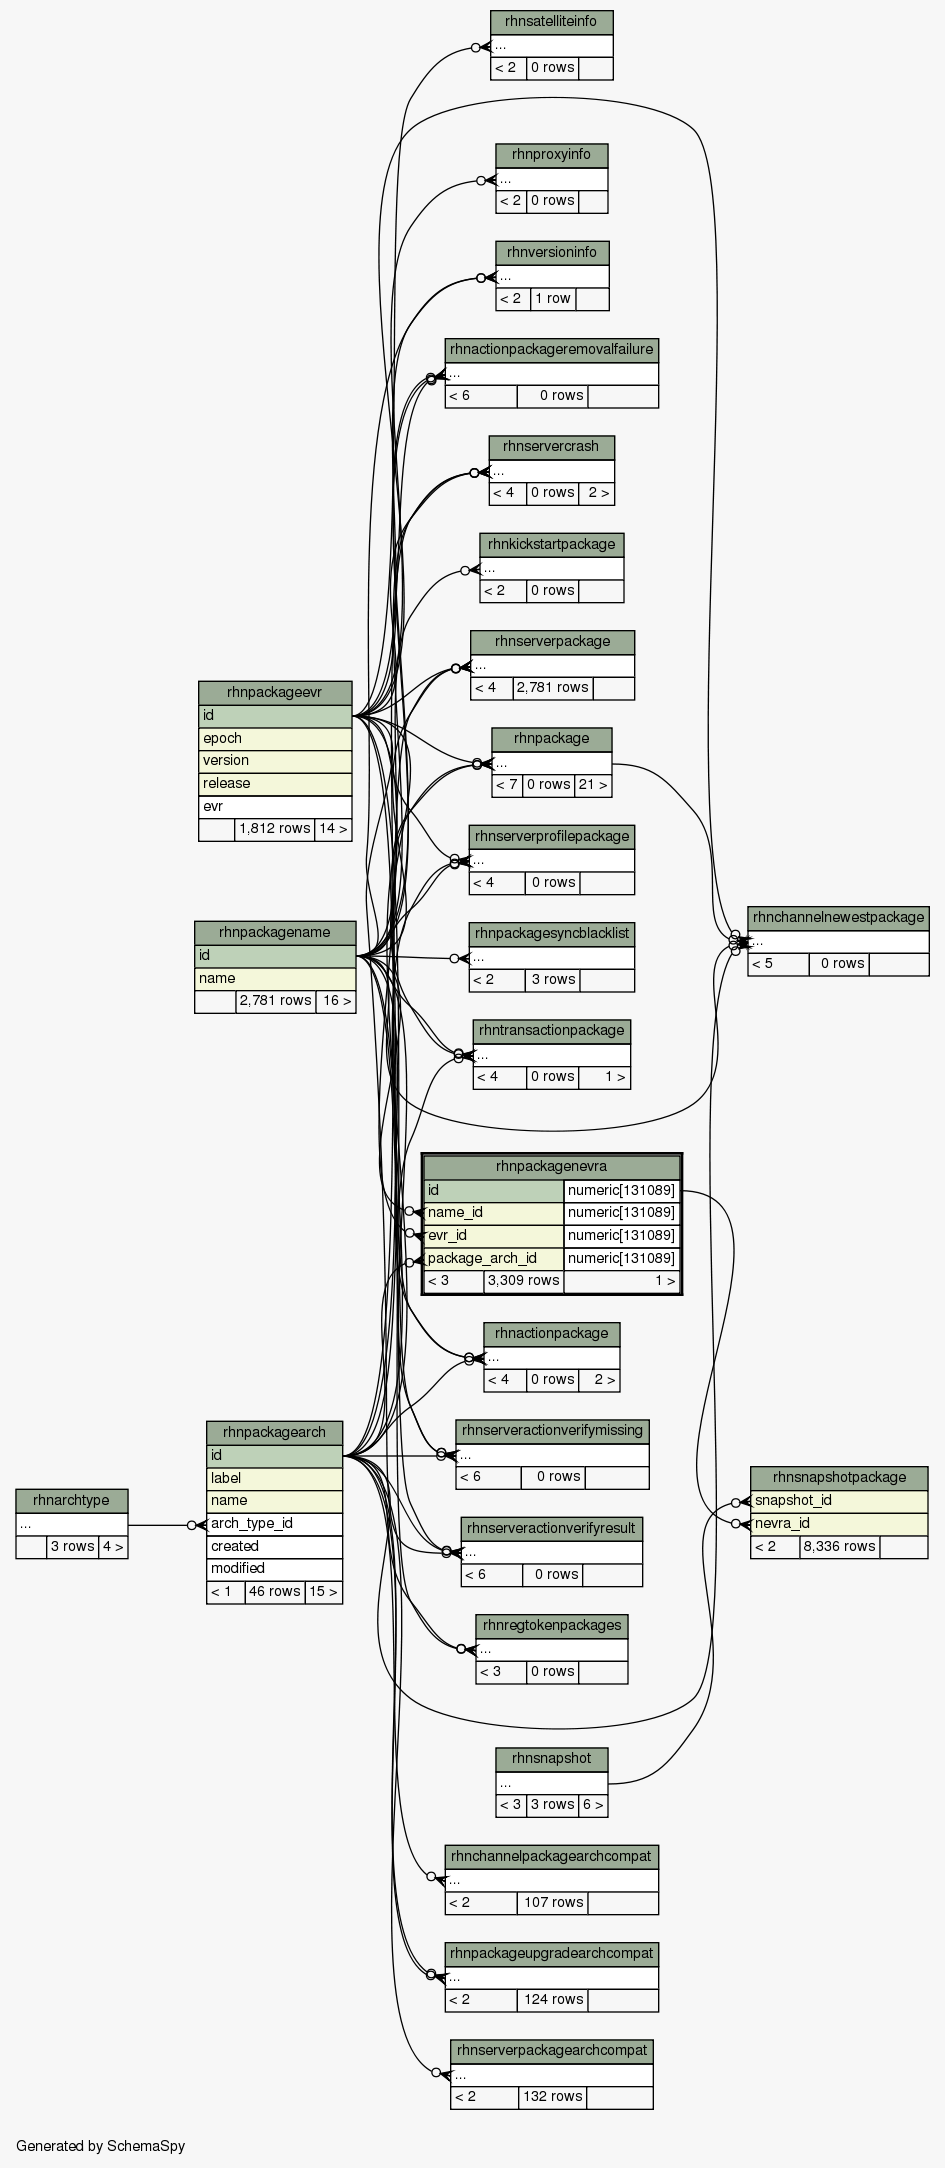 rhnsatelliteinfo
...
< 2 0 rows
rhnproxyinfo
...
< 2 0 rows
rhnversioninfo
...
< 2 1 row
rhnactionpackageremovalfailure
...
< 6 0 rows
rhnservercrash
...
< 4 0 rows 2 >
rhnkickstartpackage
...
< 2 0 rows
rhnserverpackage
...
< 4 2,781 rows
rhnpackageevr
id
epoch
version
release
evr
1,812 rows 14 >
rhnpackage
...
< 7 0 rows 21 >
rhnserverprofilepackage
...
< 4 0 rows
rhnpackagename
id
name
2,781 rows 16 >
rhnpackagesyncblacklist
...
< 2 3 rows
rhnchannelnewestpackage
...
< 5 0 rows
rhntransactionpackage
...
< 4 0 rows 1 >
rhnpackagenevra
id numeric[131089]
name_id numeric[131089]
evr_id numeric[131089]
package_arch_id numeric[131089]
< 3 3,309 rows 1 >
rhnactionpackage
...
< 4 0 rows 2 >
rhnpackagearch
id
label
name
arch_type_id
created
modified
< 1 46 rows 15 >
rhnarchtype
...
3 rows 4 >
rhnserveractionverifymissing
...
< 6 0 rows
rhnsnapshotpackage
snapshot_id
nevra_id
< 2 8,336 rows
rhnserveractionverifyresult
...
< 6 0 rows
rhnregtokenpackages
...
< 3 0 rows
rhnsnapshot
...
< 3 3 rows 6 >
rhnchannelpackagearchcompat
...
< 2 107 rows
rhnpackageupgradearchcompat
...
< 2 124 rows
rhnserverpackagearchcompat
...
< 2 132 rows
Generated by SchemaSpy